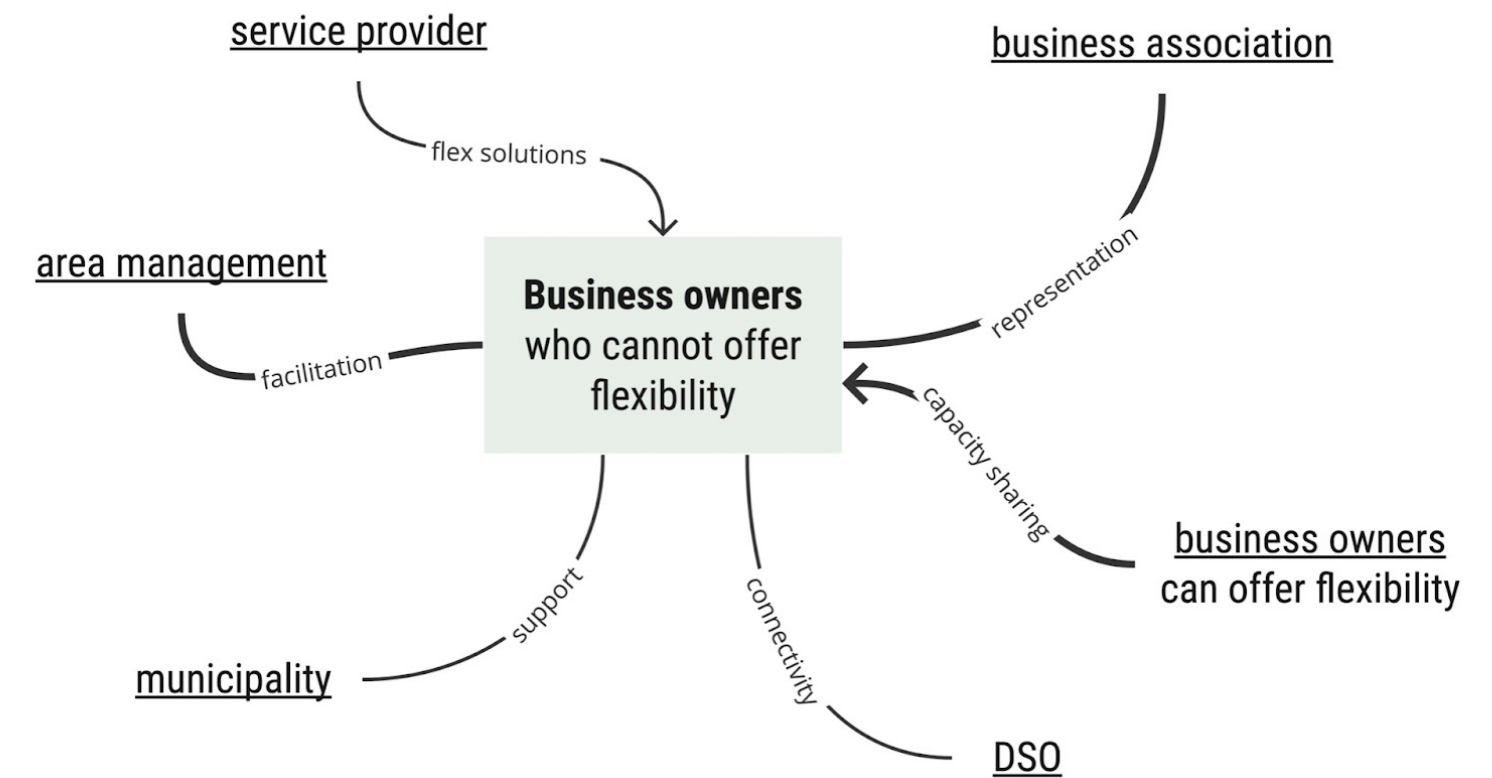 service provider
business association
flex solutions
representation
area management
facilitation
Business owners
who cannot offer
flexibility
capacity sharing
business owners
can offer flexibility
support
connectivity
municipality
DSO